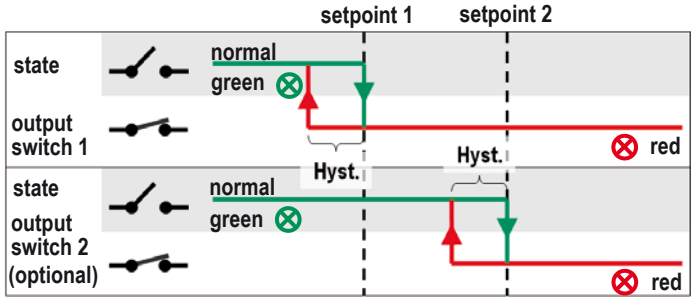 setpoint 1 setpoint 2
state
normal
green
output
switch 1
red
Hyst.
Hyst.
state
normal
green
output
switch 2
(optional)
red